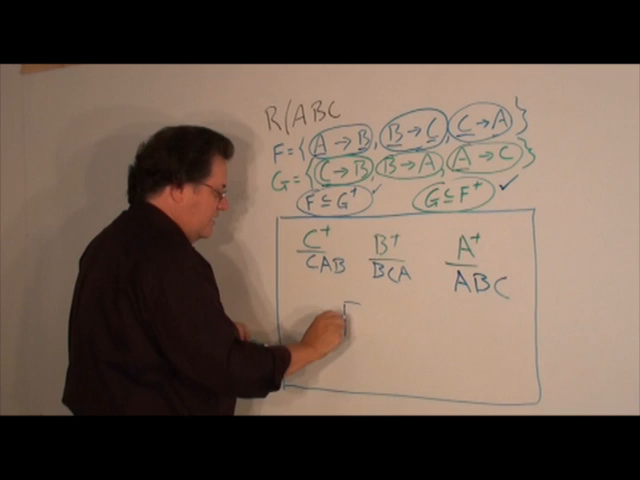 R(ABC
F={A→B, B→C, C→A}
G={C→B, B→A, A→C}
F⊆G⁺ ✓ G⊆F⁺ ✓
C⁺ B⁺ A⁺
CAB BCA ABC